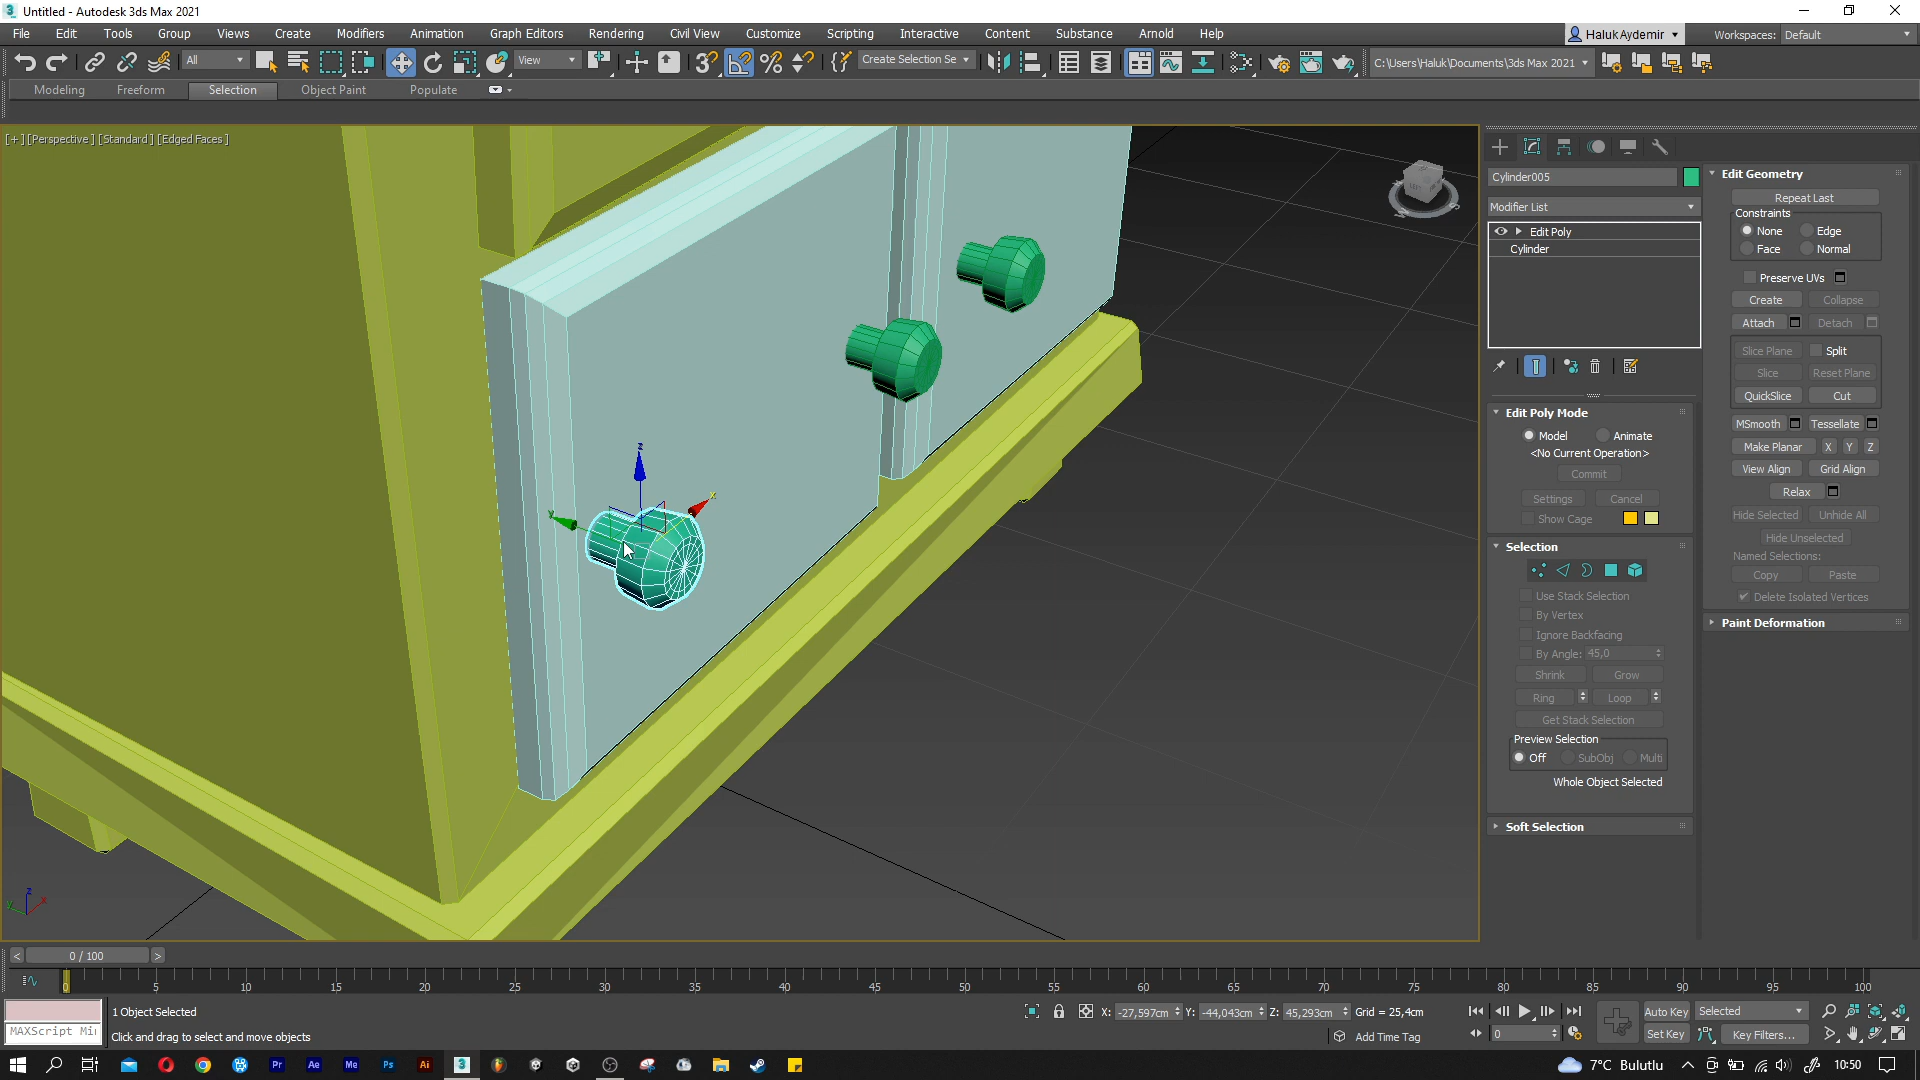 Untitled - Autodesk 3ds Max 2021
File Edit Tools Group Views Create Modifiers Animation Graph Editors Rendering Civil View Customize Scripting Interactive Content Substance Arnold Help
Haluk Aydemir Workspaces: Default
All View Create Selection Se C:\Users\Haluk\Documents\3ds Max 2021
Modeling Freeform Selection Object Paint Populate
[+] [Perspective] [Standard] [Edged Faces]
Cylinder005
Modifier List
Edit Poly
Cylinder
Edit Poly Mode
Model Animate
<No Current Operation>
Commit
Settings Cancel
Show Cage
Selection
Use Stack Selection
By Vertex
Ignore Backfacing
By Angle: 45,0
Shrink Grow
Ring Loop
Get Stack Selection
Preview Selection
Off SubObj Multi
Whole Object Selected
Soft Selection
Edit Geometry
Repeat Last
Constraints
None Edge
Face Normal
Preserve UVs
Create Collapse
Attach Detach
Slice Plane Split
Slice Reset Plane
QuickSlice Cut
MSmooth Tessellate
Make Planar X Y Z
View Align Grid Align
Relax
Hide Selected Unhide All
Hide Unselected
Named Selections:
Copy Paste
Delete Isolated Vertices
Paint Deformation
z
x
y
z
x
y
< 0 / 100 >
0 5 10 15 20 25 30 35 40 45 50 55 60 65 70 75 80 85 90 95 100
1 Object Selected
X: -27,597cm Y: -44,043cm Z: 45,293cm Grid = 25,4cm
Auto Key Selected
MAXScript Mi
Click and drag to select and move objects
Add Time Tag
0
Set Key Key Filters...
Pr Ae Me Ps Ai 3
7°C Bulutlu 10:50